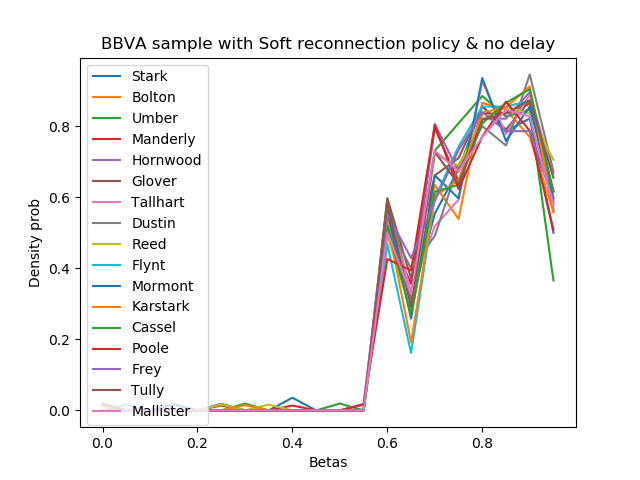 BBVA sample with Soft reconnection policy & no delay
Density prob
0.8
0.6
0.4
0.2
0.0
Stark
Bolton
Umber
Manderly
Hornwood
Glover
Tallhart
Dustin
Reed
Flynt
Mormont
Karstark
Cassel
Poole
Frey
Tully
Mallister
0.0 0.2 0.4 0.6 0.8
Betas